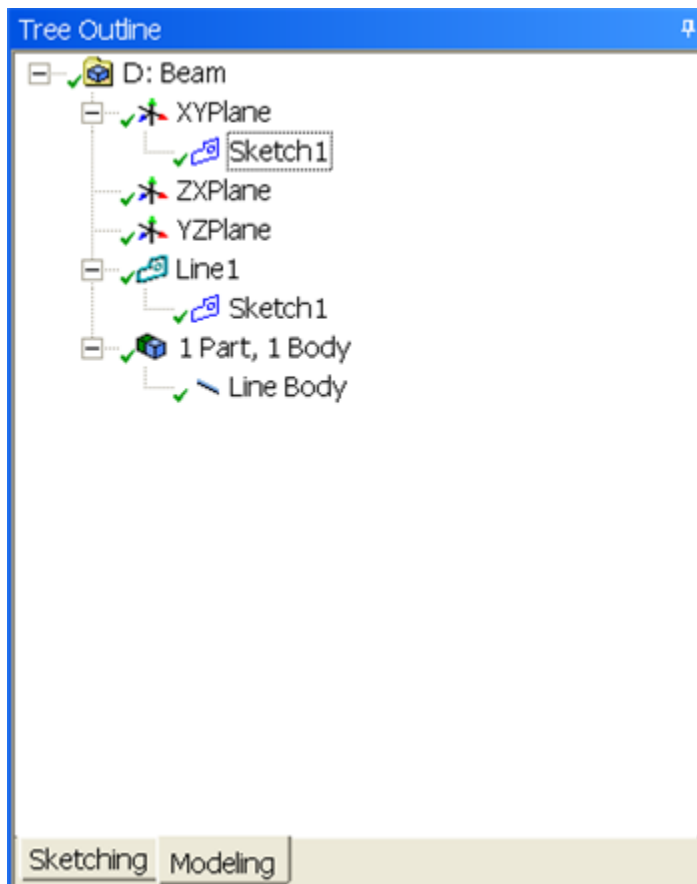 Tree Outline
D: Beam
XYPlane
Sketch1
ZXPlane
YZPlane
Line1
Sketch1
1 Part, 1 Body
Line Body
Sketching Modeling